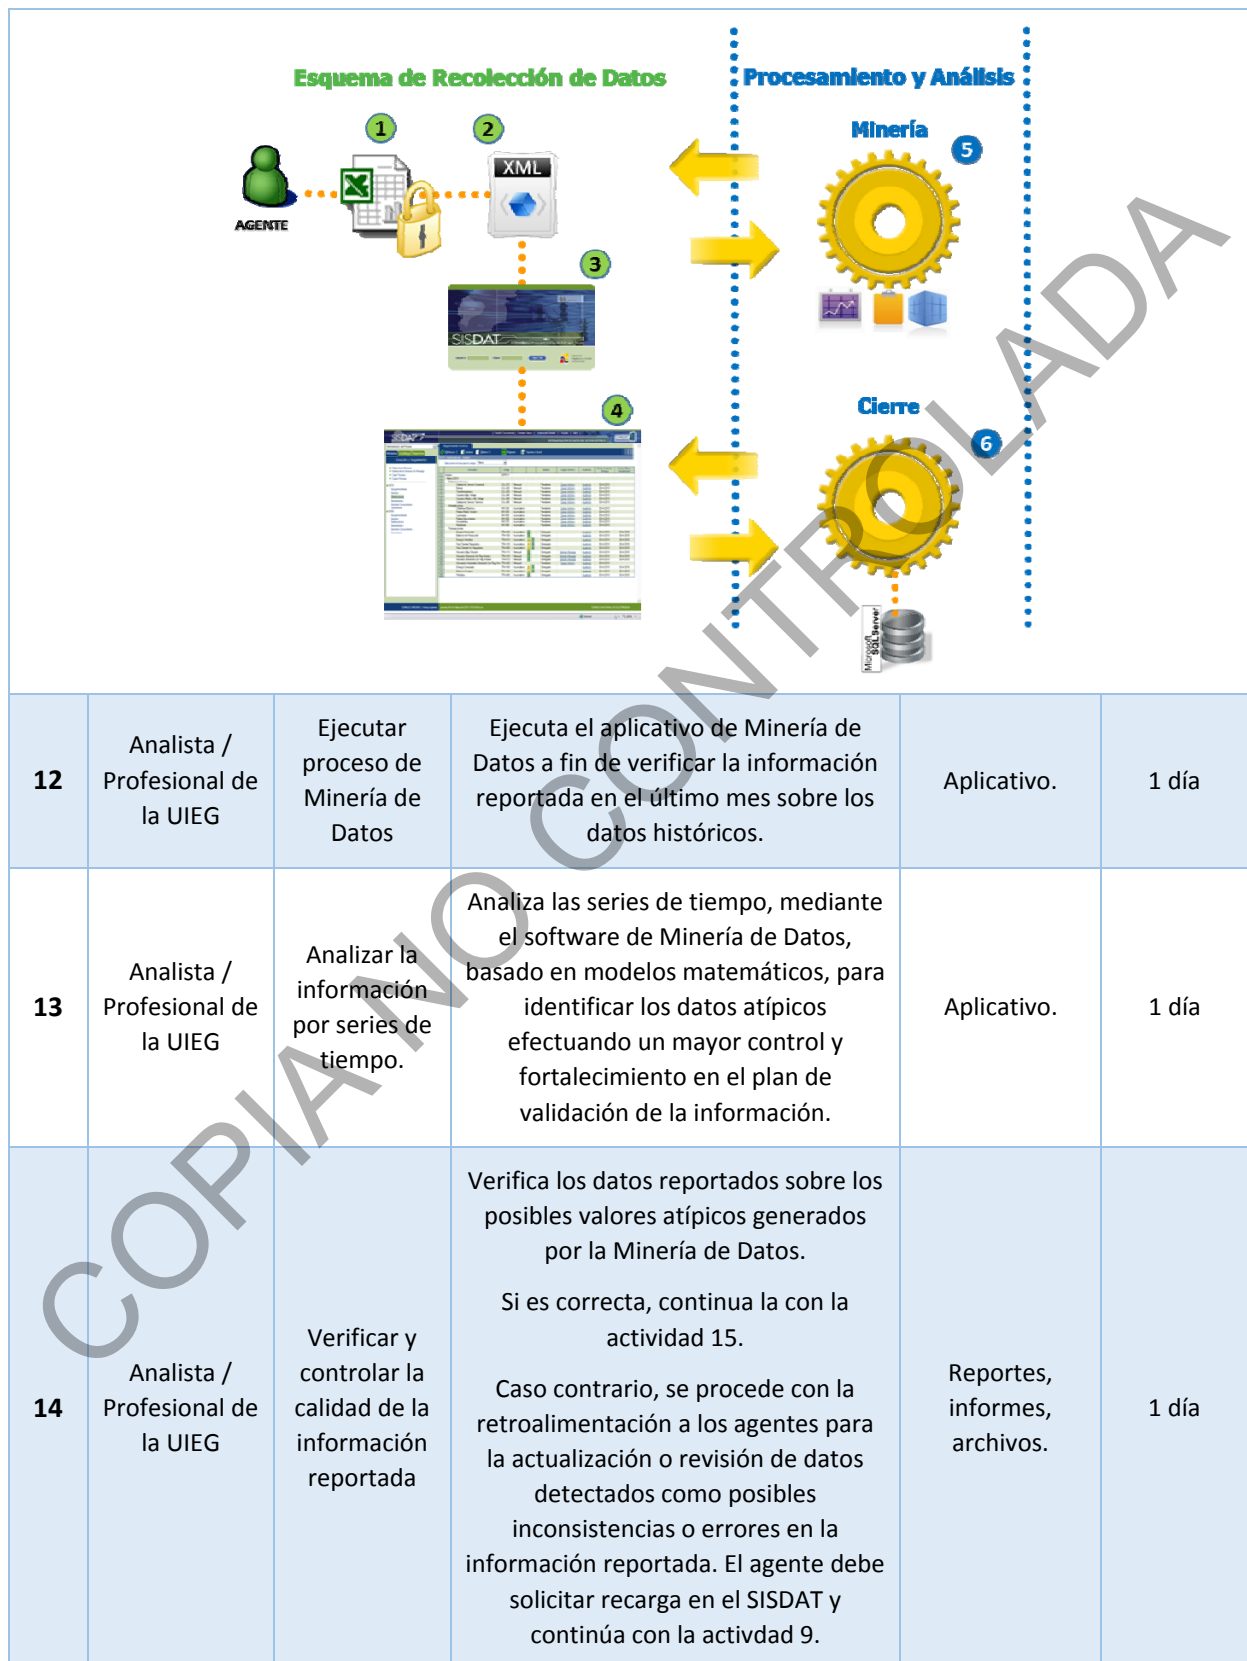 Esquema de Recolección de Datos
Procesamiento y Análisis
1
2
Minería
5
XML
AGENTE
3
SISDAT
4
Cierre
6
SISDAT
Microsoft
SQL Server
12
Analista /
Profesional de
la UIEG
Ejecutar
proceso de
Minería de
Datos
Ejecuta el aplicativo de Minería de
Datos a fin de verificar la información
reportada en el último mes sobre los
datos históricos.
Aplicativo.
1 día
13
Analista /
Profesional de
la UIEG
Analizar la
información
por series de
tiempo.
Analiza las series de tiempo, mediante
el software de Minería de Datos,
basado en modelos matemáticos, para
identificar los datos atípicos
efectuando un mayor control y
fortalecimiento en el plan de
validación de la información.
Aplicativo.
1 día
14
Analista /
Profesional de
la UIEG
Verificar y
controlar la
calidad de la
información
reportada
Verifica los datos reportados sobre los
posibles valores atípicos generados
por la Minería de Datos.
Si es correcta, continua la con la
actividad 15.
Caso contrario, se procede con la
retroalimentación a los agentes para
la actualización o revisión de datos
detectados como posibles
inconsistencias o errores en la
información reportada. El agente debe
solicitar recarga en el SISDAT y
continúa con la activdad 9.
Reportes,
informes,
archivos.
1 día
COPIA NO CONTROLADA